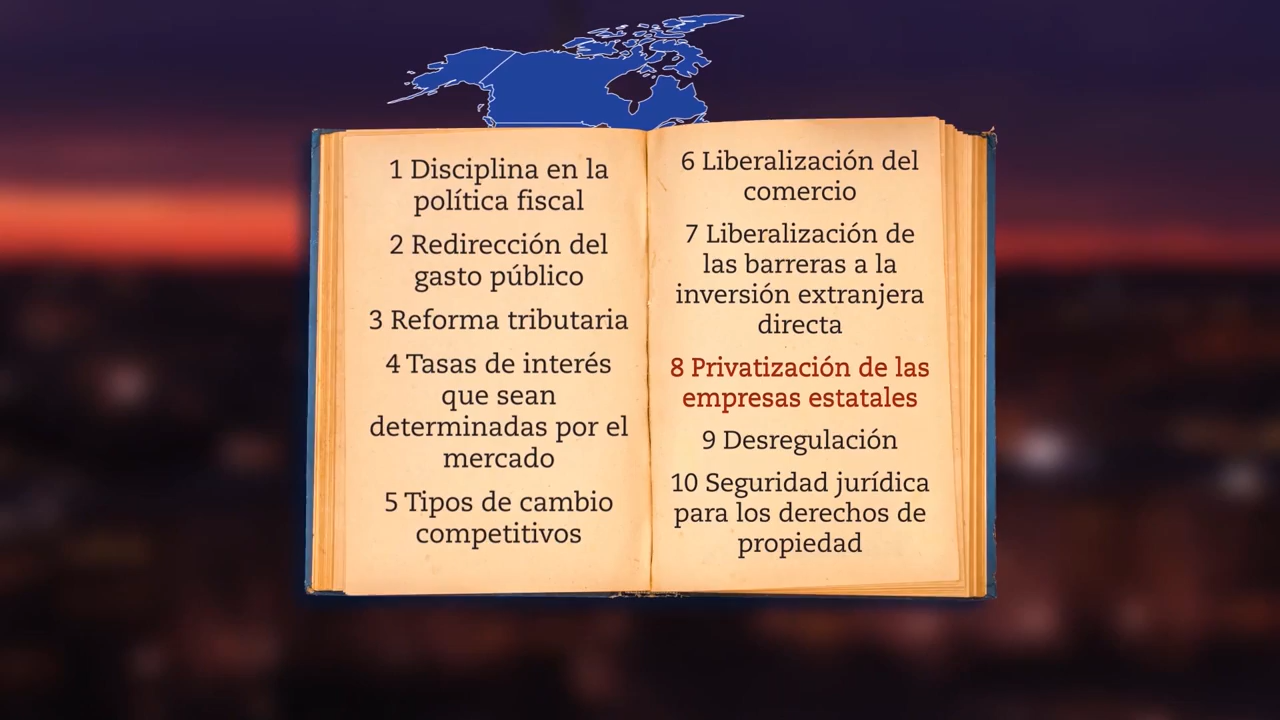 1 Disciplina en la
política fiscal
2 Redirección del
gasto público
3 Reforma tributaria
4 Tasas de interés
que sean
determinadas por el
mercado
5 Tipos de cambio
competitivos
6 Liberalización del
comercio
7 Liberalización de
las barreras a la
inversión extranjera
directa
8 Privatización de las
empresas estatales
9 Desregulación
10 Seguridad jurídica
para los derechos de
propiedad